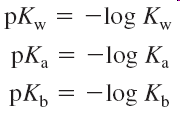 pK_w = −log K_w
pK_a = −log K_a
pK_b = −log K_b